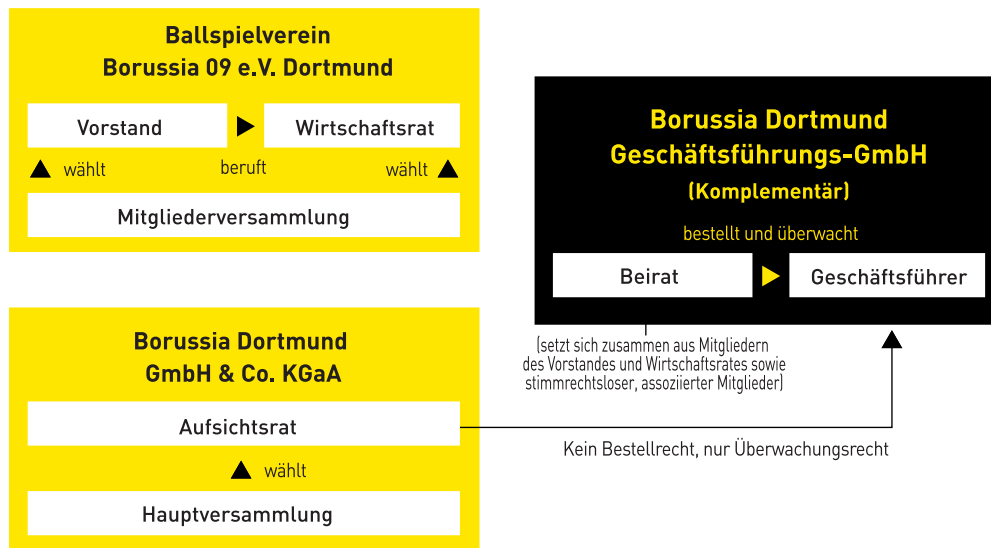 Ballspielverein
Borussia 09 e.V. Dortmund
Vorstand
Wirtschaftsrat
wählt
beruft
wählt
Mitgliederversammlung
Borussia Dortmund
GmbH & Co. KGaA
Aufsichtsrat
wählt
Hauptversammlung
Borussia Dortmund
Geschäftsführungs-GmbH
(Komplementär)
bestellt und überwacht
Beirat
Geschäftsführer
(setzt sich zusammen aus Mitgliedern
des Vorstandes und Wirtschaftsrates sowie
stimmrechtsloser, assoziierter Mitglieder)
Kein Bestellrecht, nur Überwachungsrecht